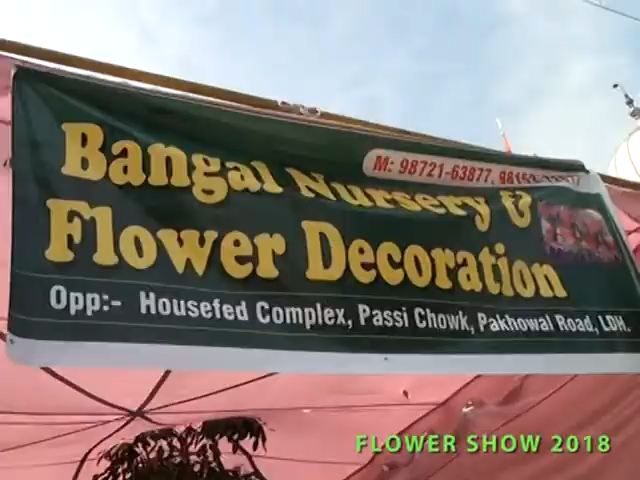 M: 98721-63877,
Bangal Nursery &
Flower Decoration
Opp:- Housefed Complex, Passi Chowk, Pakhowal Road, LDH.
FLOWER SHOW 2018